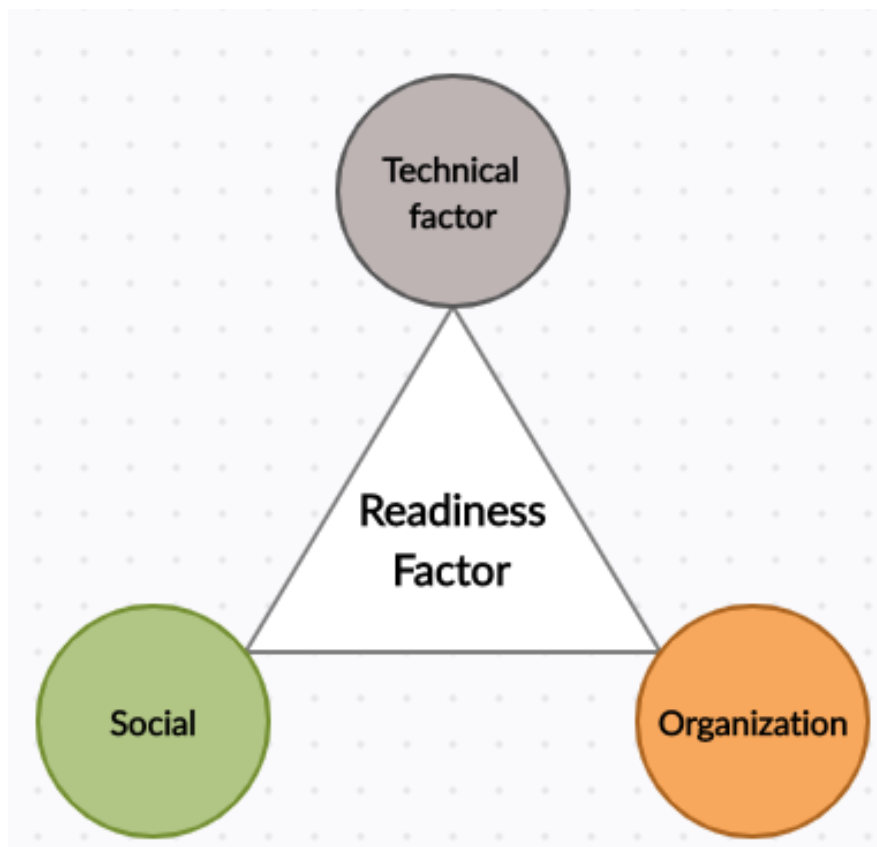 Technical
factor
Readiness
Factor
Social
Organization